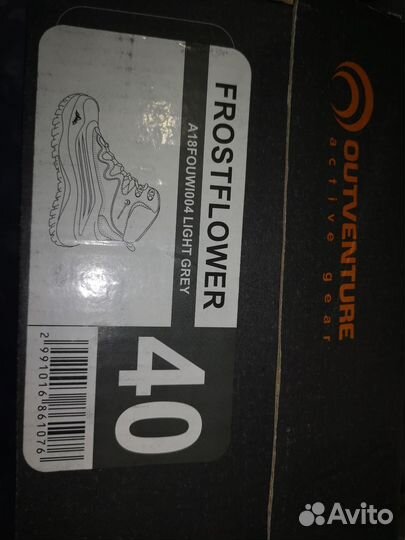 FROSTFLOWER
A18FOUWI004 LIGHT GREY
40
2991016861076
OUTVENTURE
active gear
Avito